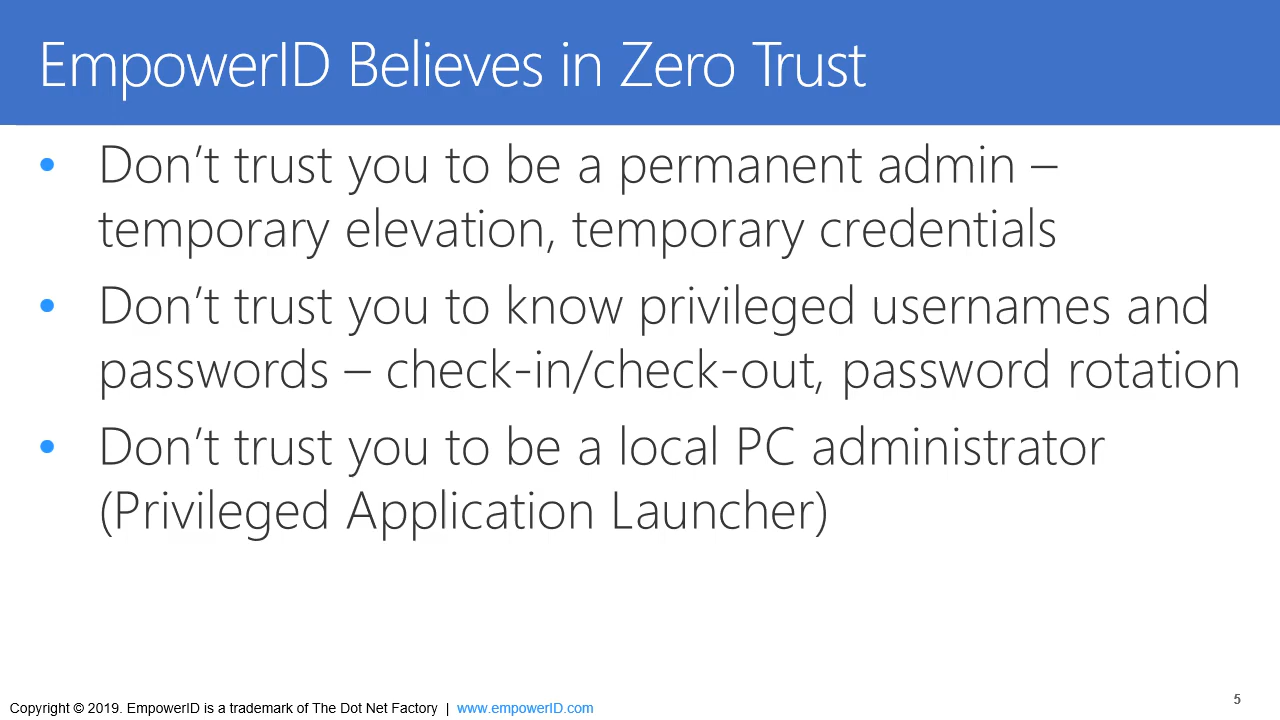 EmpowerID Believes in Zero Trust
• Don’t trust you to be a permanent admin –
temporary elevation, temporary credentials
• Don’t trust you to know privileged usernames and
passwords – check-in/check-out, password rotation
• Don’t trust you to be a local PC administrator
(Privileged Application Launcher)
Copyright © 2019. EmpowerID is a trademark of The Dot Net Factory | www.empowerID.com
5